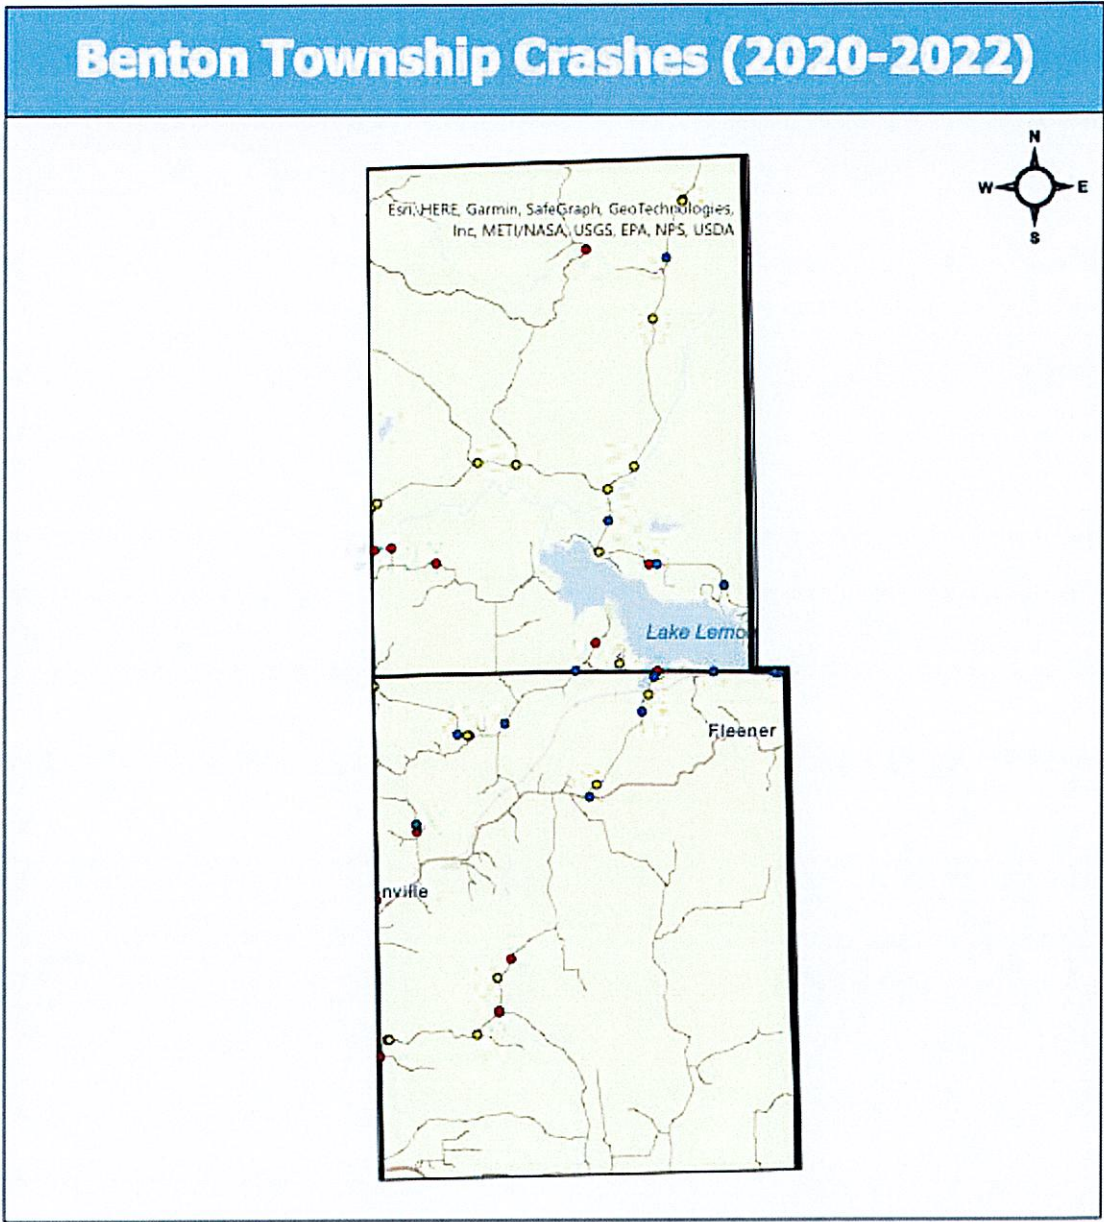 Benton Township Crashes (2020-2022)
N
W E
S
Esri, HERE, Garmin, SafeGraph, GeoTechnologies,
Inc, METI/NASA, USGS, EPA, NPS, USDA
Lake Lemo
Fleener
nville